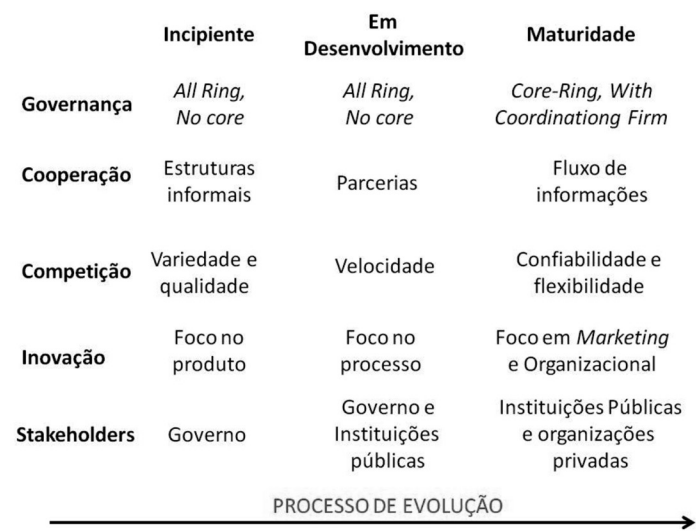 Incipiente
Em
Desenvolvimento
Maturidade
Governança
All Ring,
No core
All Ring,
No core
Core-Ring, With
Coordinationg Firm
Cooperação
Estruturas
informais
Parcerias
Fluxo de
informações
Competição
Variedade e
qualidade
Velocidade
Confiabilidade e
flexibilidade
Inovação
Foco no
produto
Foco no
processo
Foco em Marketing
e Organizacional
Stakeholders
Governo
Governo e
Instituições
públicas
Instituições Públicas
e organizações
privadas
PROCESSO DE EVOLUÇÃO